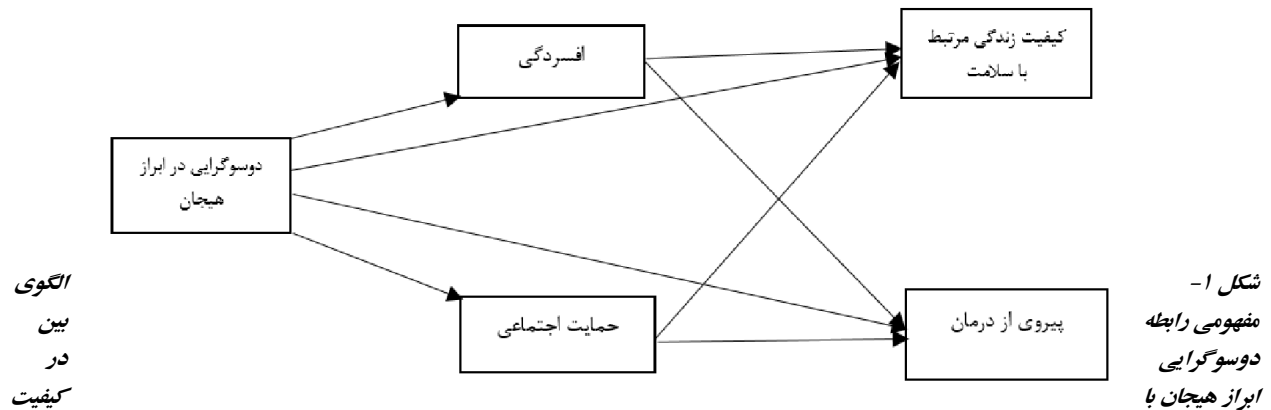 افسردگی
کیفیت زندگی مرتبط
با سلامت
دوسوگرایی در ابراز
هیجان
حمایت اجتماعی
پیروی از درمان
شکل ۱- الگوی
مفهومی رابطه بین
دوسوگرایی در
ابراز هیجان با کیفیت